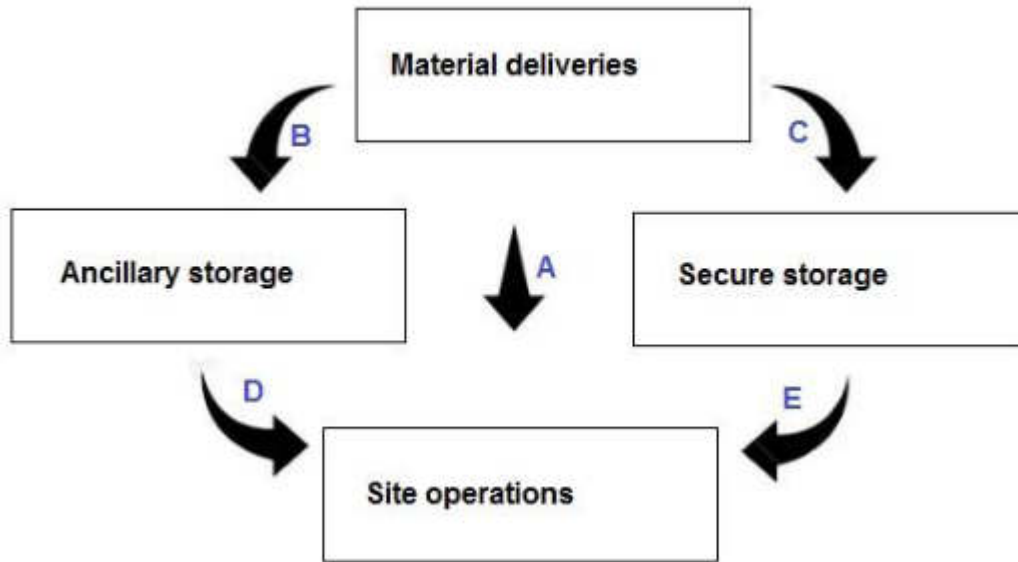 Material deliveries
B
C
Ancillary storage
A
Secure storage
D
E
Site operations